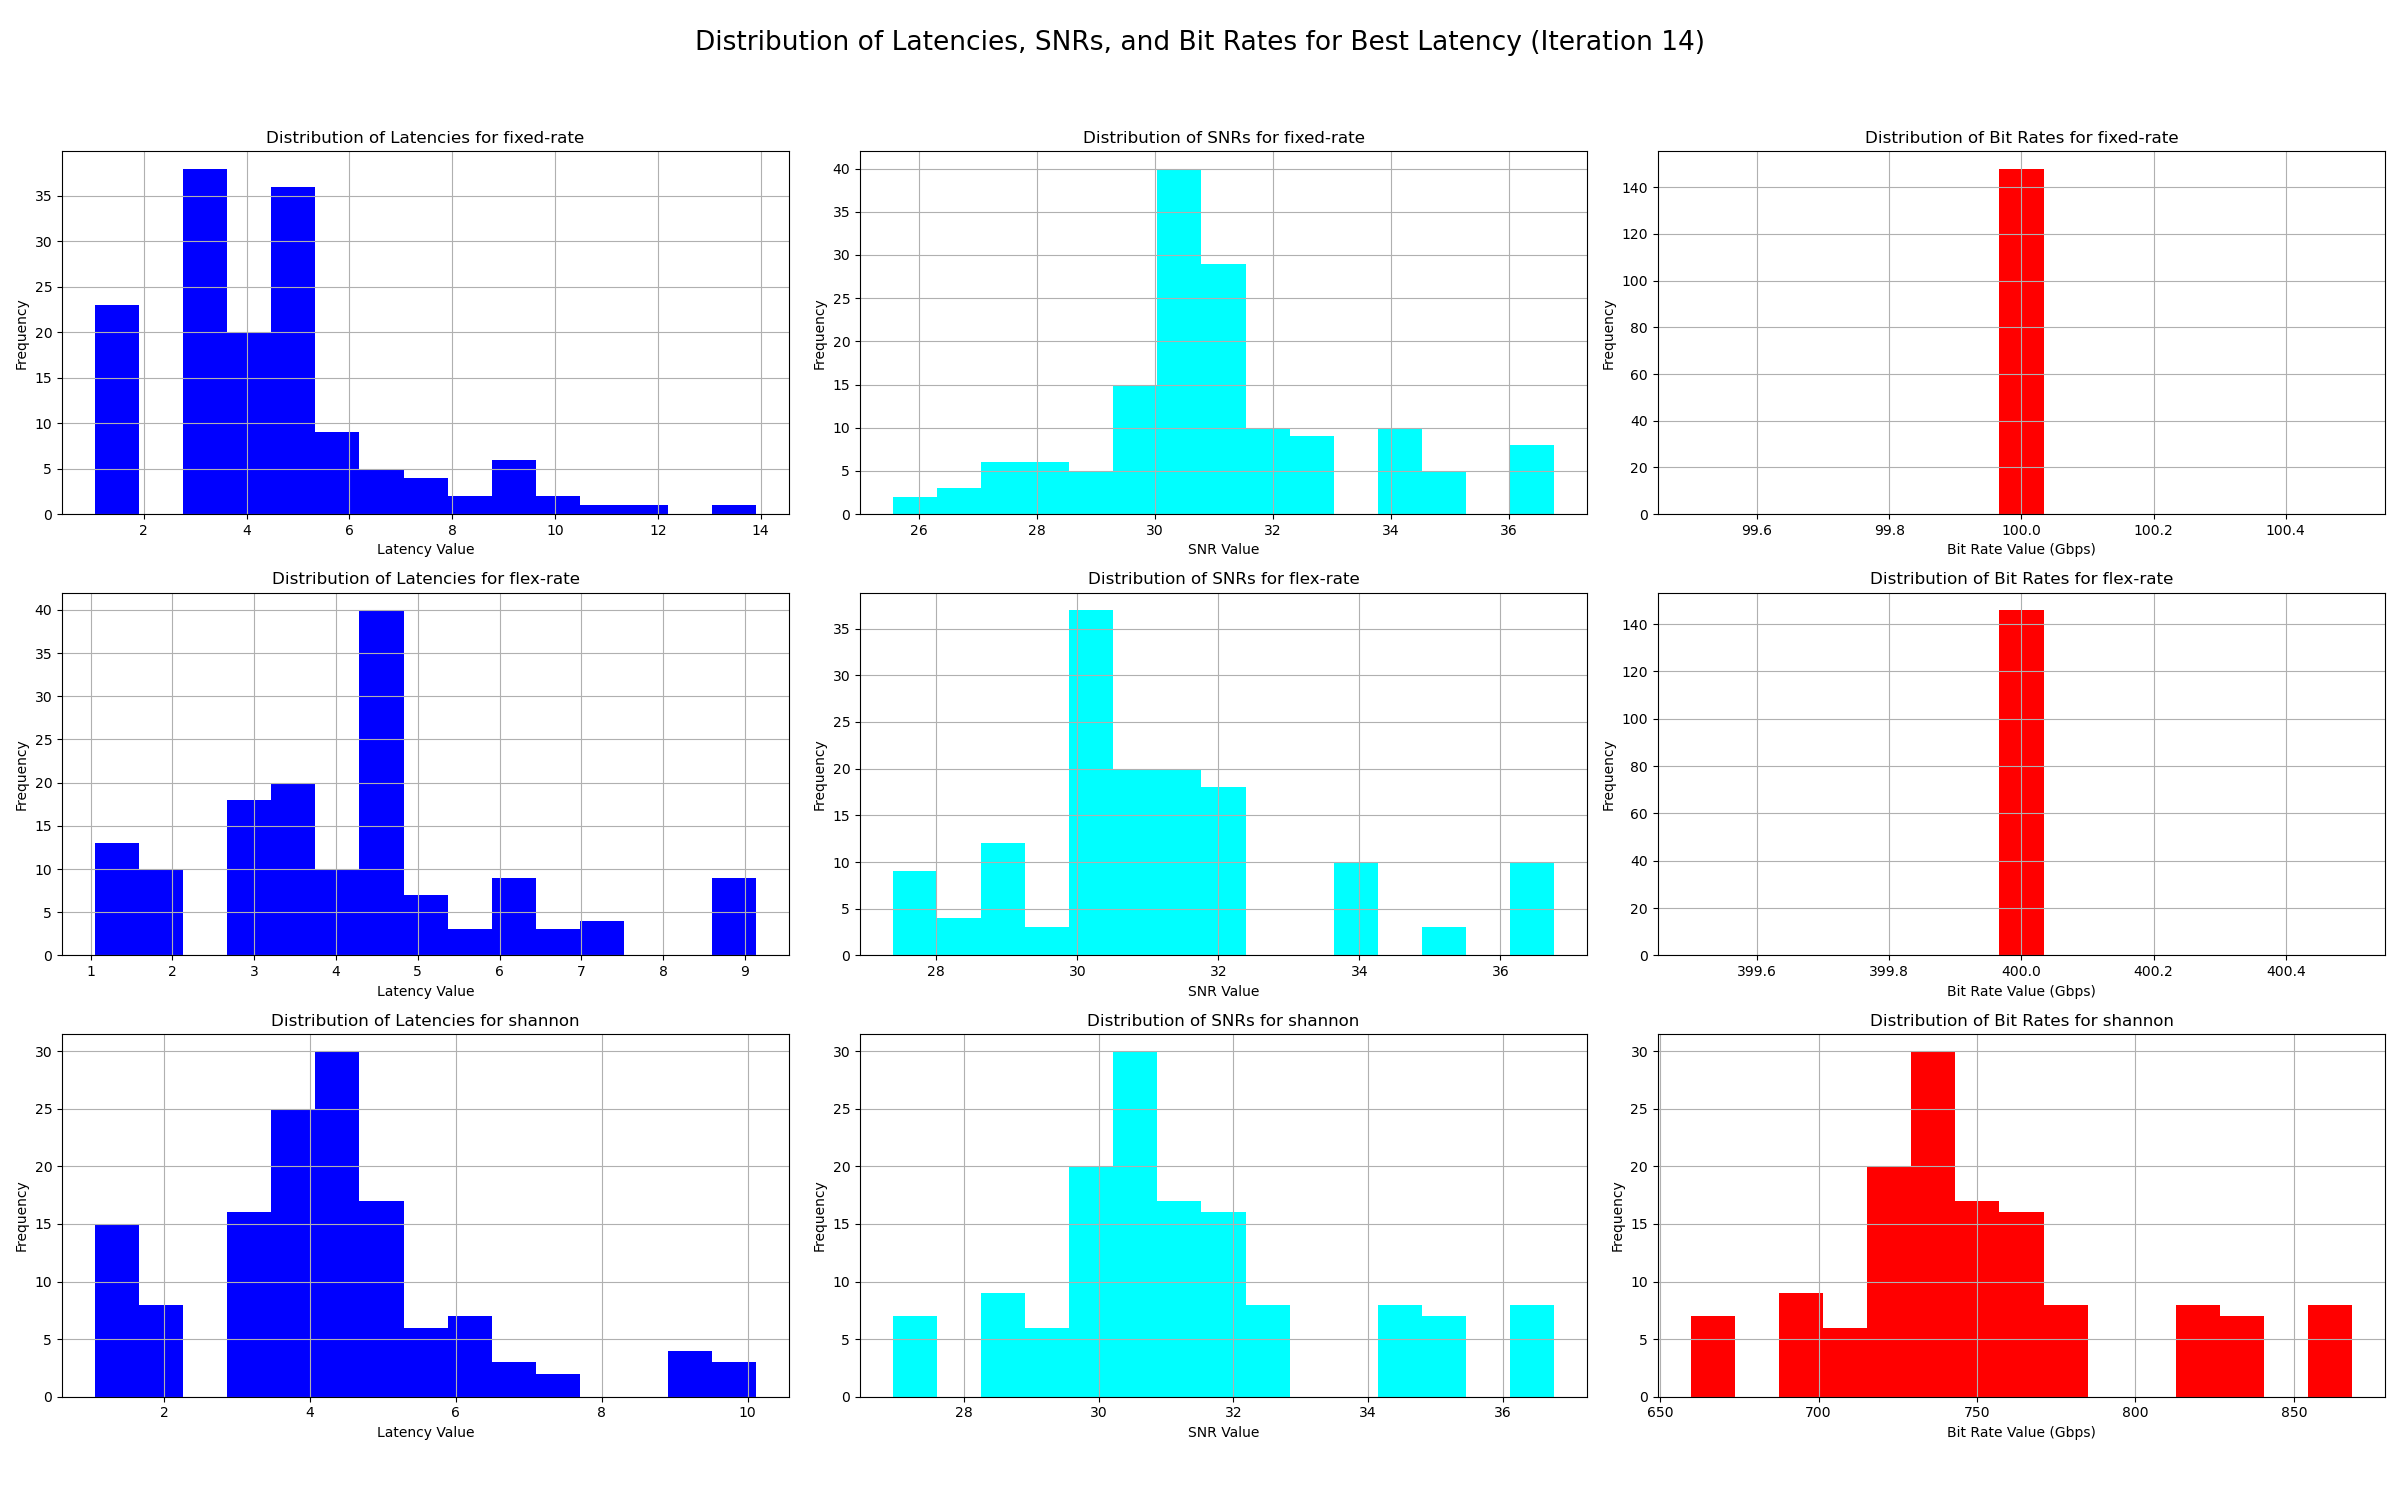 Distribution of Latencies, SNRs, and Bit Rates for Best Latency (Iteration 14)
Distribution of Latencies for fixed-rate
Frequency
35
30
25
20
15
10
5
0
2 4 6 8 10 12 14
Latency Value
Distribution of SNRs for fixed-rate
Frequency
40
35
30
25
20
15
10
5
0
26 28 30 32 34 36
SNR Value
Distribution of Bit Rates for fixed-rate
Frequency
140
120
100
80
60
40
20
0
99.6 99.8 100.0 100.2 100.4
Bit Rate Value (Gbps)
Distribution of Latencies for flex-rate
Frequency
40
35
30
25
20
15
10
5
0
1 2 3 4 5 6 7 8 9
Latency Value
Distribution of SNRs for flex-rate
Frequency
35
30
25
20
15
10
5
0
28 30 32 34 36
SNR Value
Distribution of Bit Rates for flex-rate
Frequency
140
120
100
80
60
40
20
0
399.6 399.8 400.0 400.2 400.4
Bit Rate Value (Gbps)
Distribution of Latencies for shannon
Frequency
30
25
20
15
10
5
0
2 4 6 8 10
Latency Value
Distribution of SNRs for shannon
Frequency
30
25
20
15
10
5
0
28 30 32 34 36
SNR Value
Distribution of Bit Rates for shannon
Frequency
30
25
20
15
10
5
0
650 700 750 800 850
Bit Rate Value (Gbps)